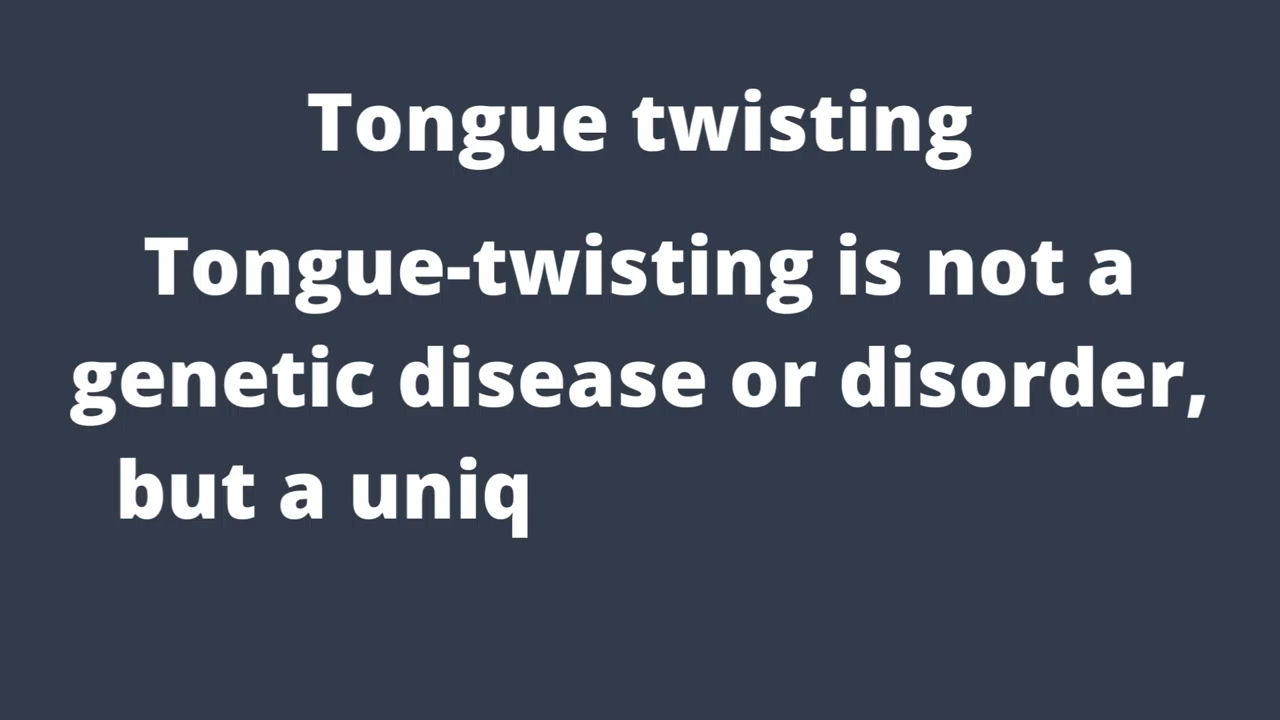 Tongue twisting
Tongue-twisting is not a
genetic disease or disorder,
but a uniq